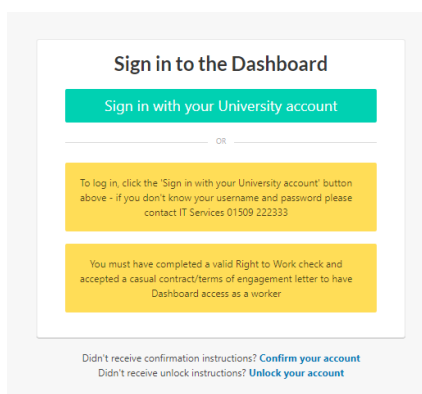 Sign in to the Dashboard
Sign in with your University account
OR
To log in, click the 'Sign in with your University account' button
above - if you don't know your username and password please
contact IT Services 01509 222333
You must have completed a valid Right to Work check and
accepted a casual contract/terms of engagement letter to have
Dashboard access as a worker
Didn't receive confirmation instructions? Confirm your account
Didn't receive unlock instructions? Unlock your account